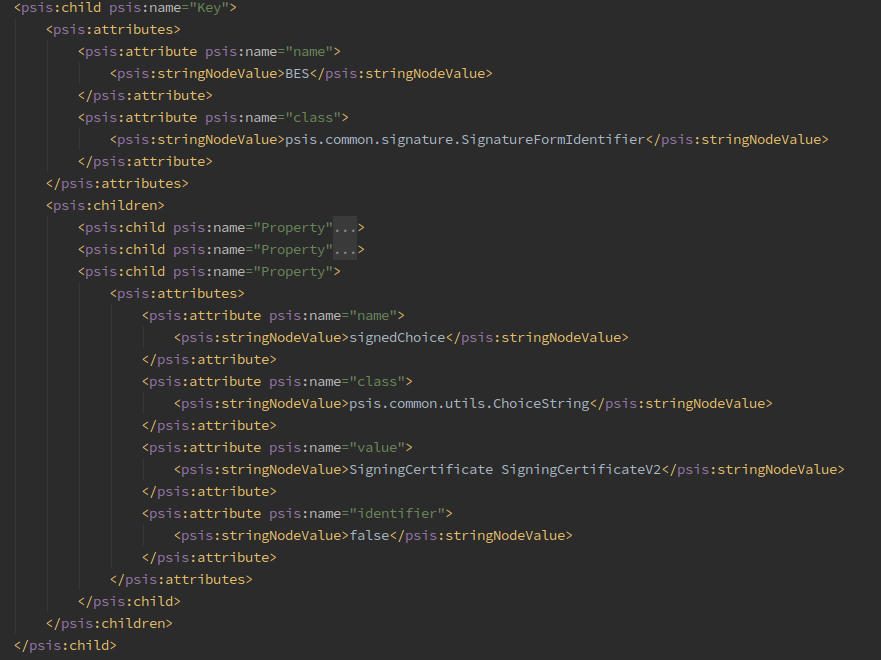 <psis:child psis:name="Key">
<psis:attributes>
<psis:attribute psis:name="name">
<psis:stringNodeValue>BES</psis:stringNodeValue>
</psis:attribute>
<psis:attribute psis:name="class">
<psis:stringNodeValue>psis.common.signature.SignatureFormIdentifier</psis:stringNodeValue>
</psis:attribute>
</psis:attributes>
<psis:children>
<psis:child psis:name="Property"...>
<psis:child psis:name="Property"...>
<psis:child psis:name="Property">
<psis:attributes>
<psis:attribute psis:name="name">
<psis:stringNodeValue>signedChoice</psis:stringNodeValue>
</psis:attribute>
<psis:attribute psis:name="class">
<psis:stringNodeValue>psis.common.utils.ChoiceString</psis:stringNodeValue>
</psis:attribute>
<psis:attribute psis:name="value">
<psis:stringNodeValue>SigningCertificate SigningCertificateV2</psis:stringNodeValue>
</psis:attribute>
<psis:attribute psis:name="identifier">
<psis:stringNodeValue>false</psis:stringNodeValue>
</psis:attribute>
</psis:attributes>
</psis:child>
</psis:children>
</psis:child>